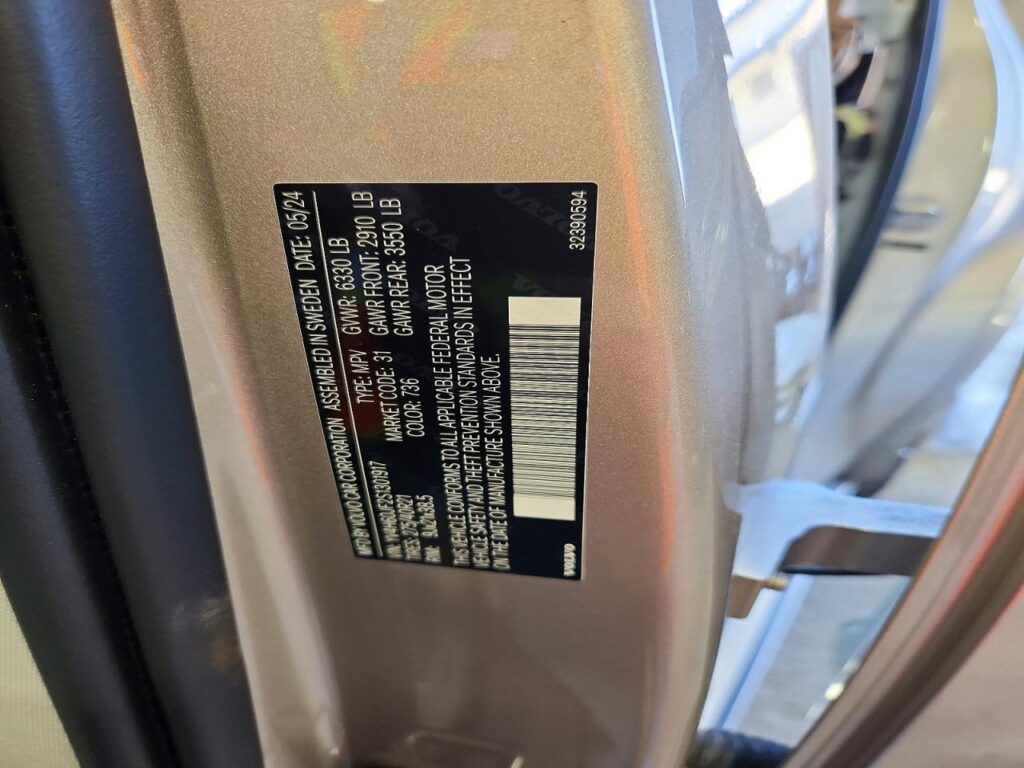 VOLVO CAR CORPORATION ASSEMBLED IN SWEDEN DATE: 05/24
TYPE: MPV GVWR: 6330 LB
MARKET CODE: 31 GAWR FRONT: 2910 LB
COLOR: 736 GAWR REAR: 3550 LB
THIS VEHICLE CONFORMS TO ALL APPLICABLE FEDERAL MOTOR
VEHICLE SAFETY AND THEFT PREVENTION STANDARDS IN EFFECT
ON THE DATE OF MANUFACTURE SHOWN ABOVE.
VOLVO
32390594